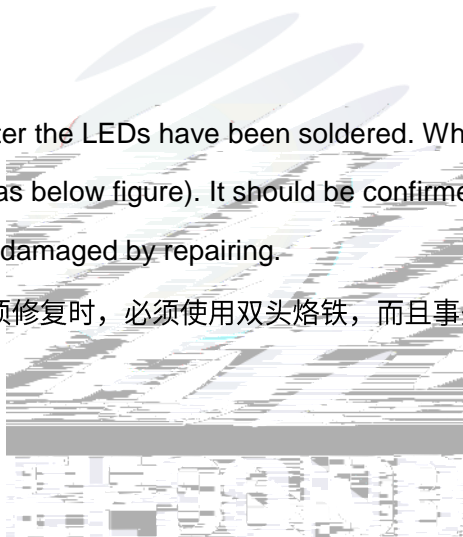 ter the LEDs have been soldered. Wh
as below figure). It should be confirme
damaged by repairing.
须修复时，必须使用双头烙铁，而且事